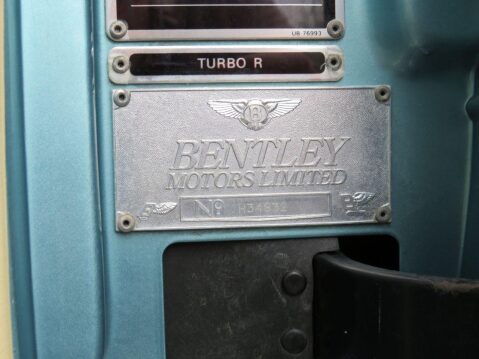 UB 76993
TURBO R
BENTLEY
MOTORS LIMITED
No